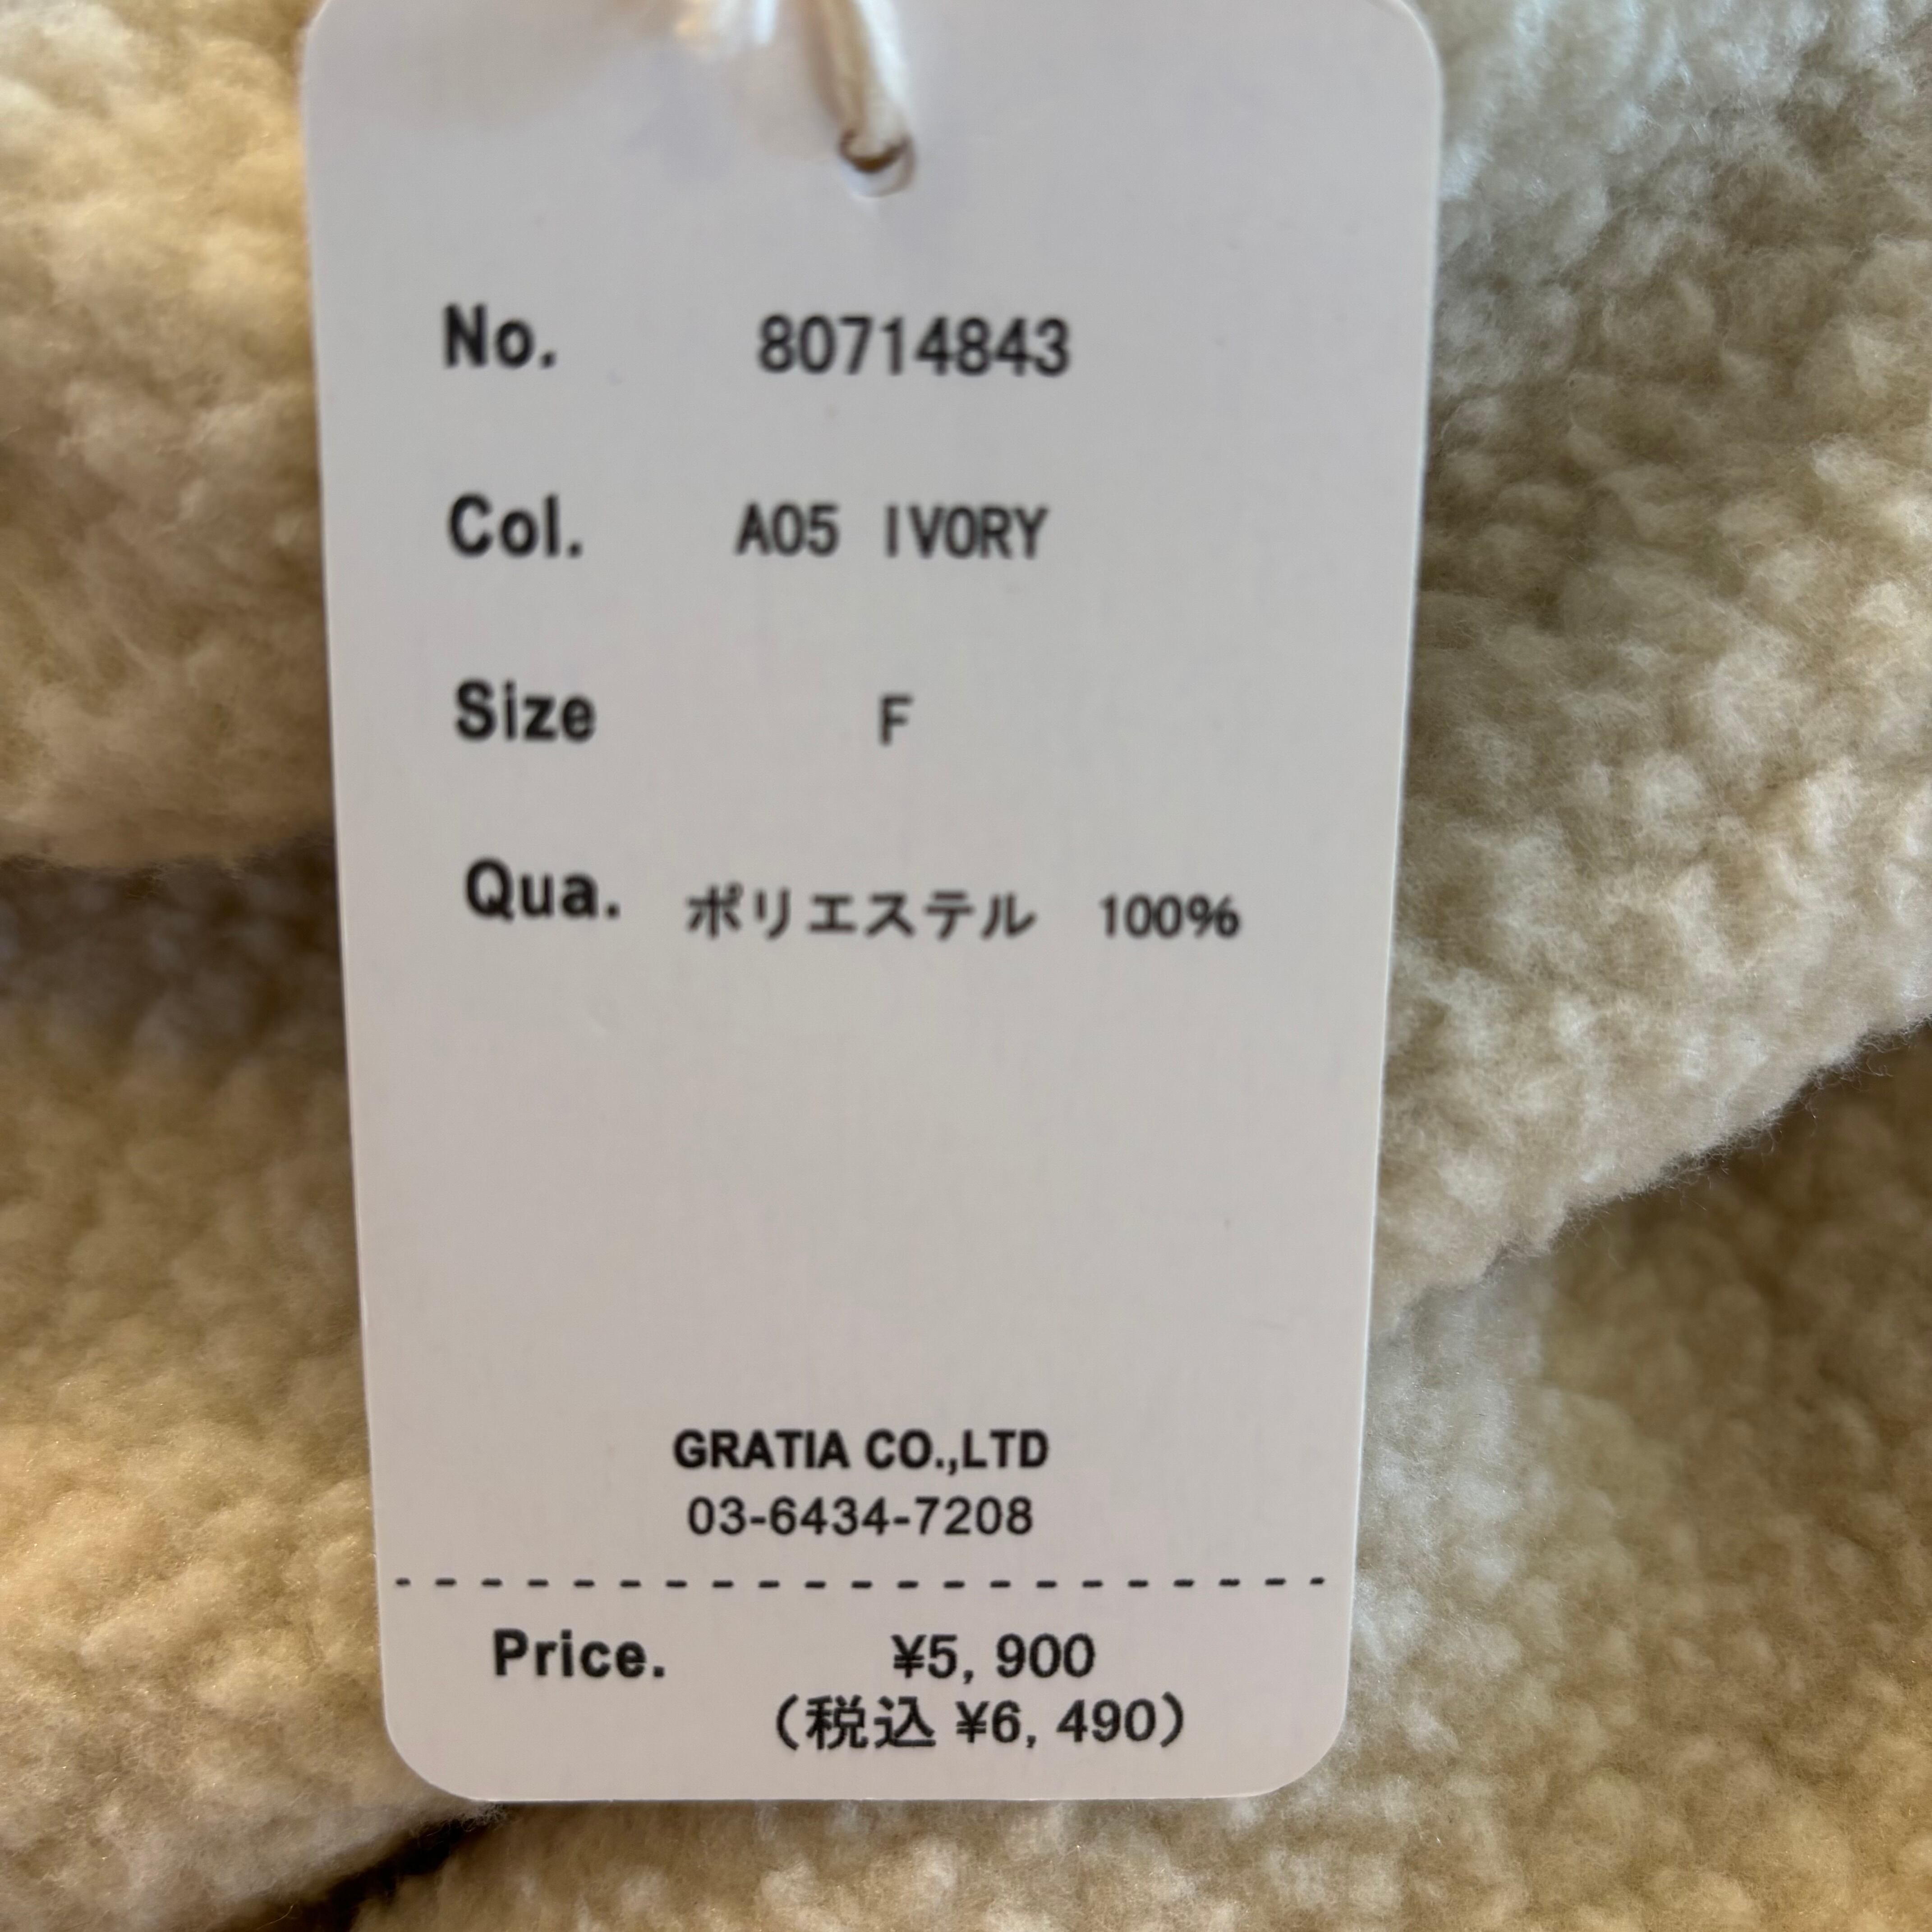 No. 80714843
Col. A05 IVORY
Size F
Qua. ポリエステル 100%
GRATIA CO.,LTD
03-6434-7208
Price. ¥5,900
(税込 ¥6,490)